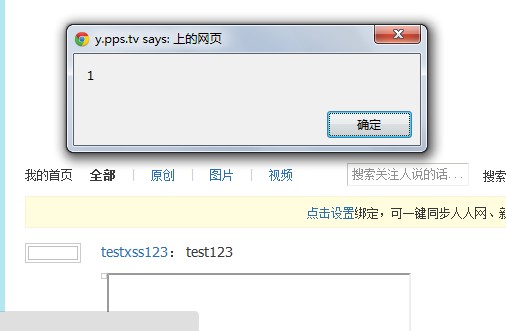 y.pps.tv says: 上的网页
1
确定
我的首页 全部 原创 图片 视频 搜索关注人说的话... 搜索
点击设置绑定，可一键同步人人网、新
testxss123： test123